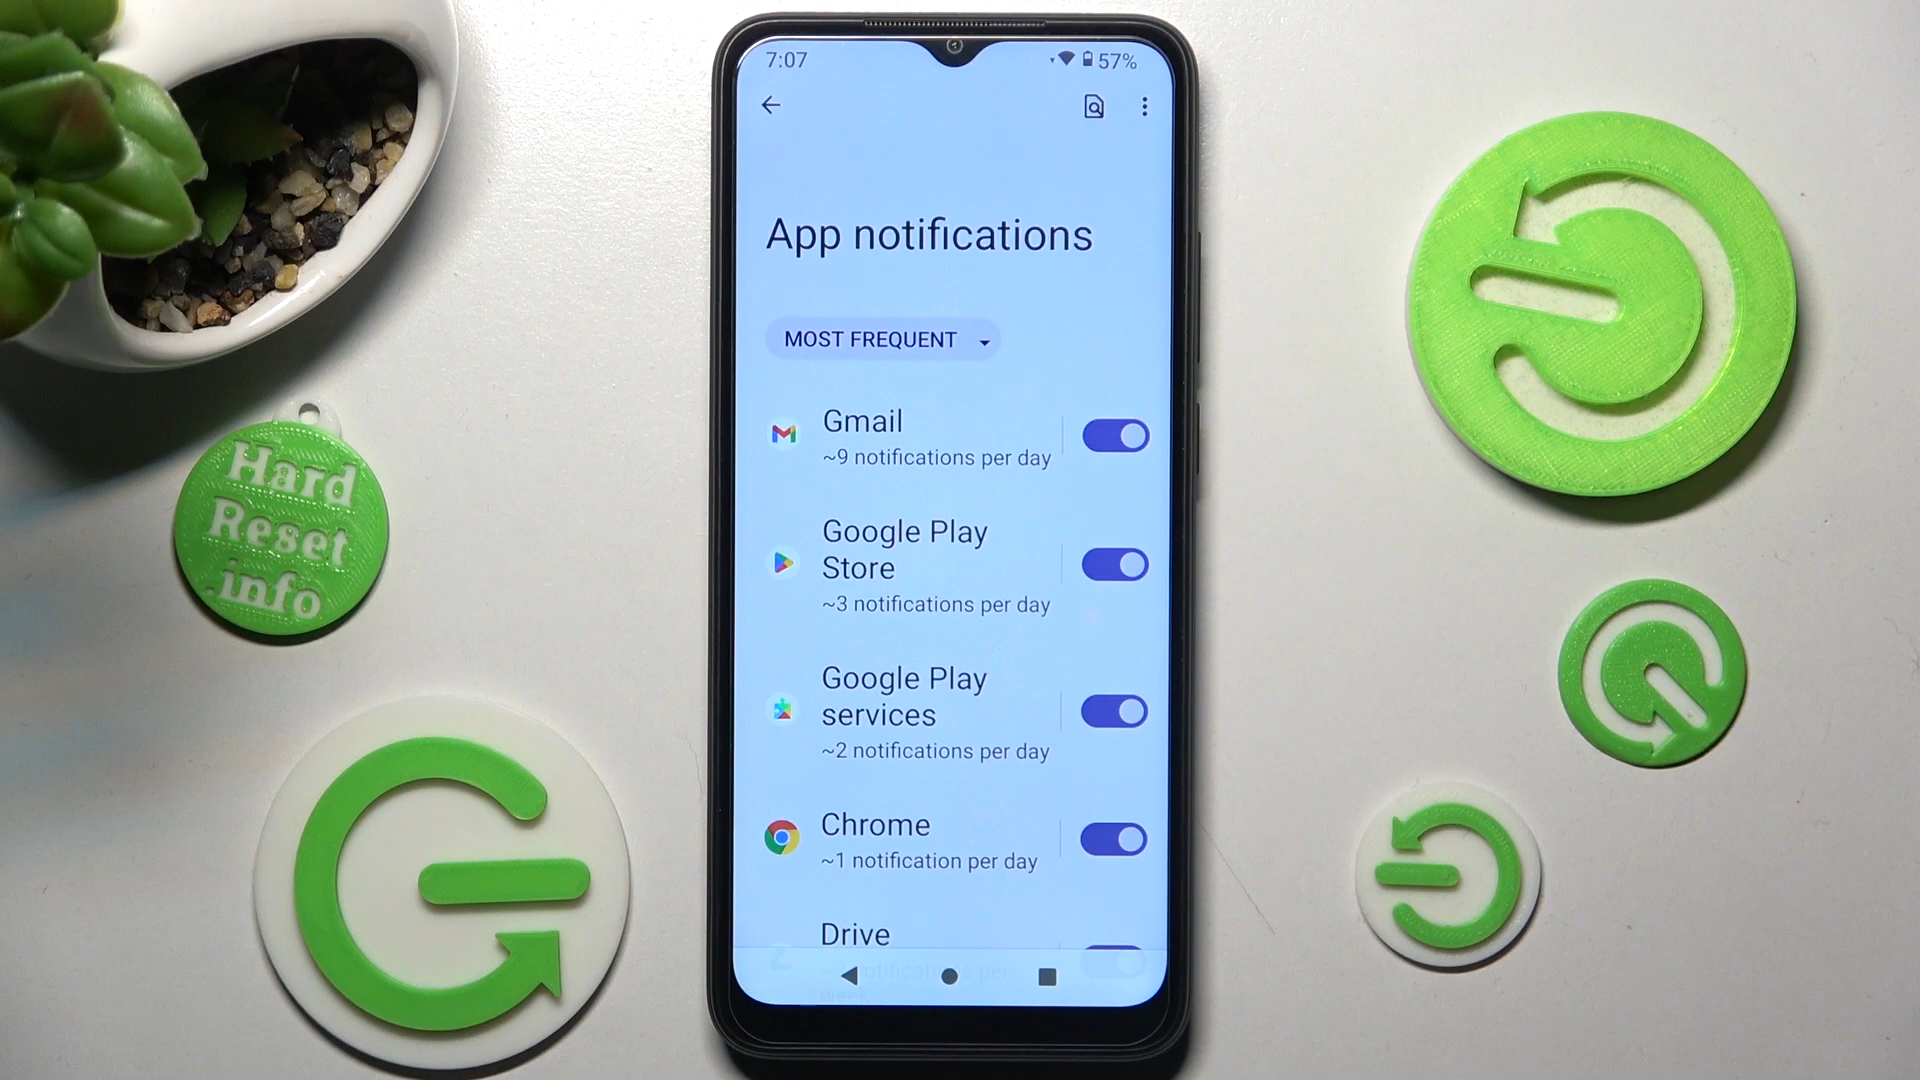 7:07
57%
App notifications
MOST FREQUENT
Gmail
~9 notifications per day
Google Play
Store
~3 notifications per day
Google Play
services
~2 notifications per day
Chrome
~1 notification per day
Drive
Hard
Reset
.info